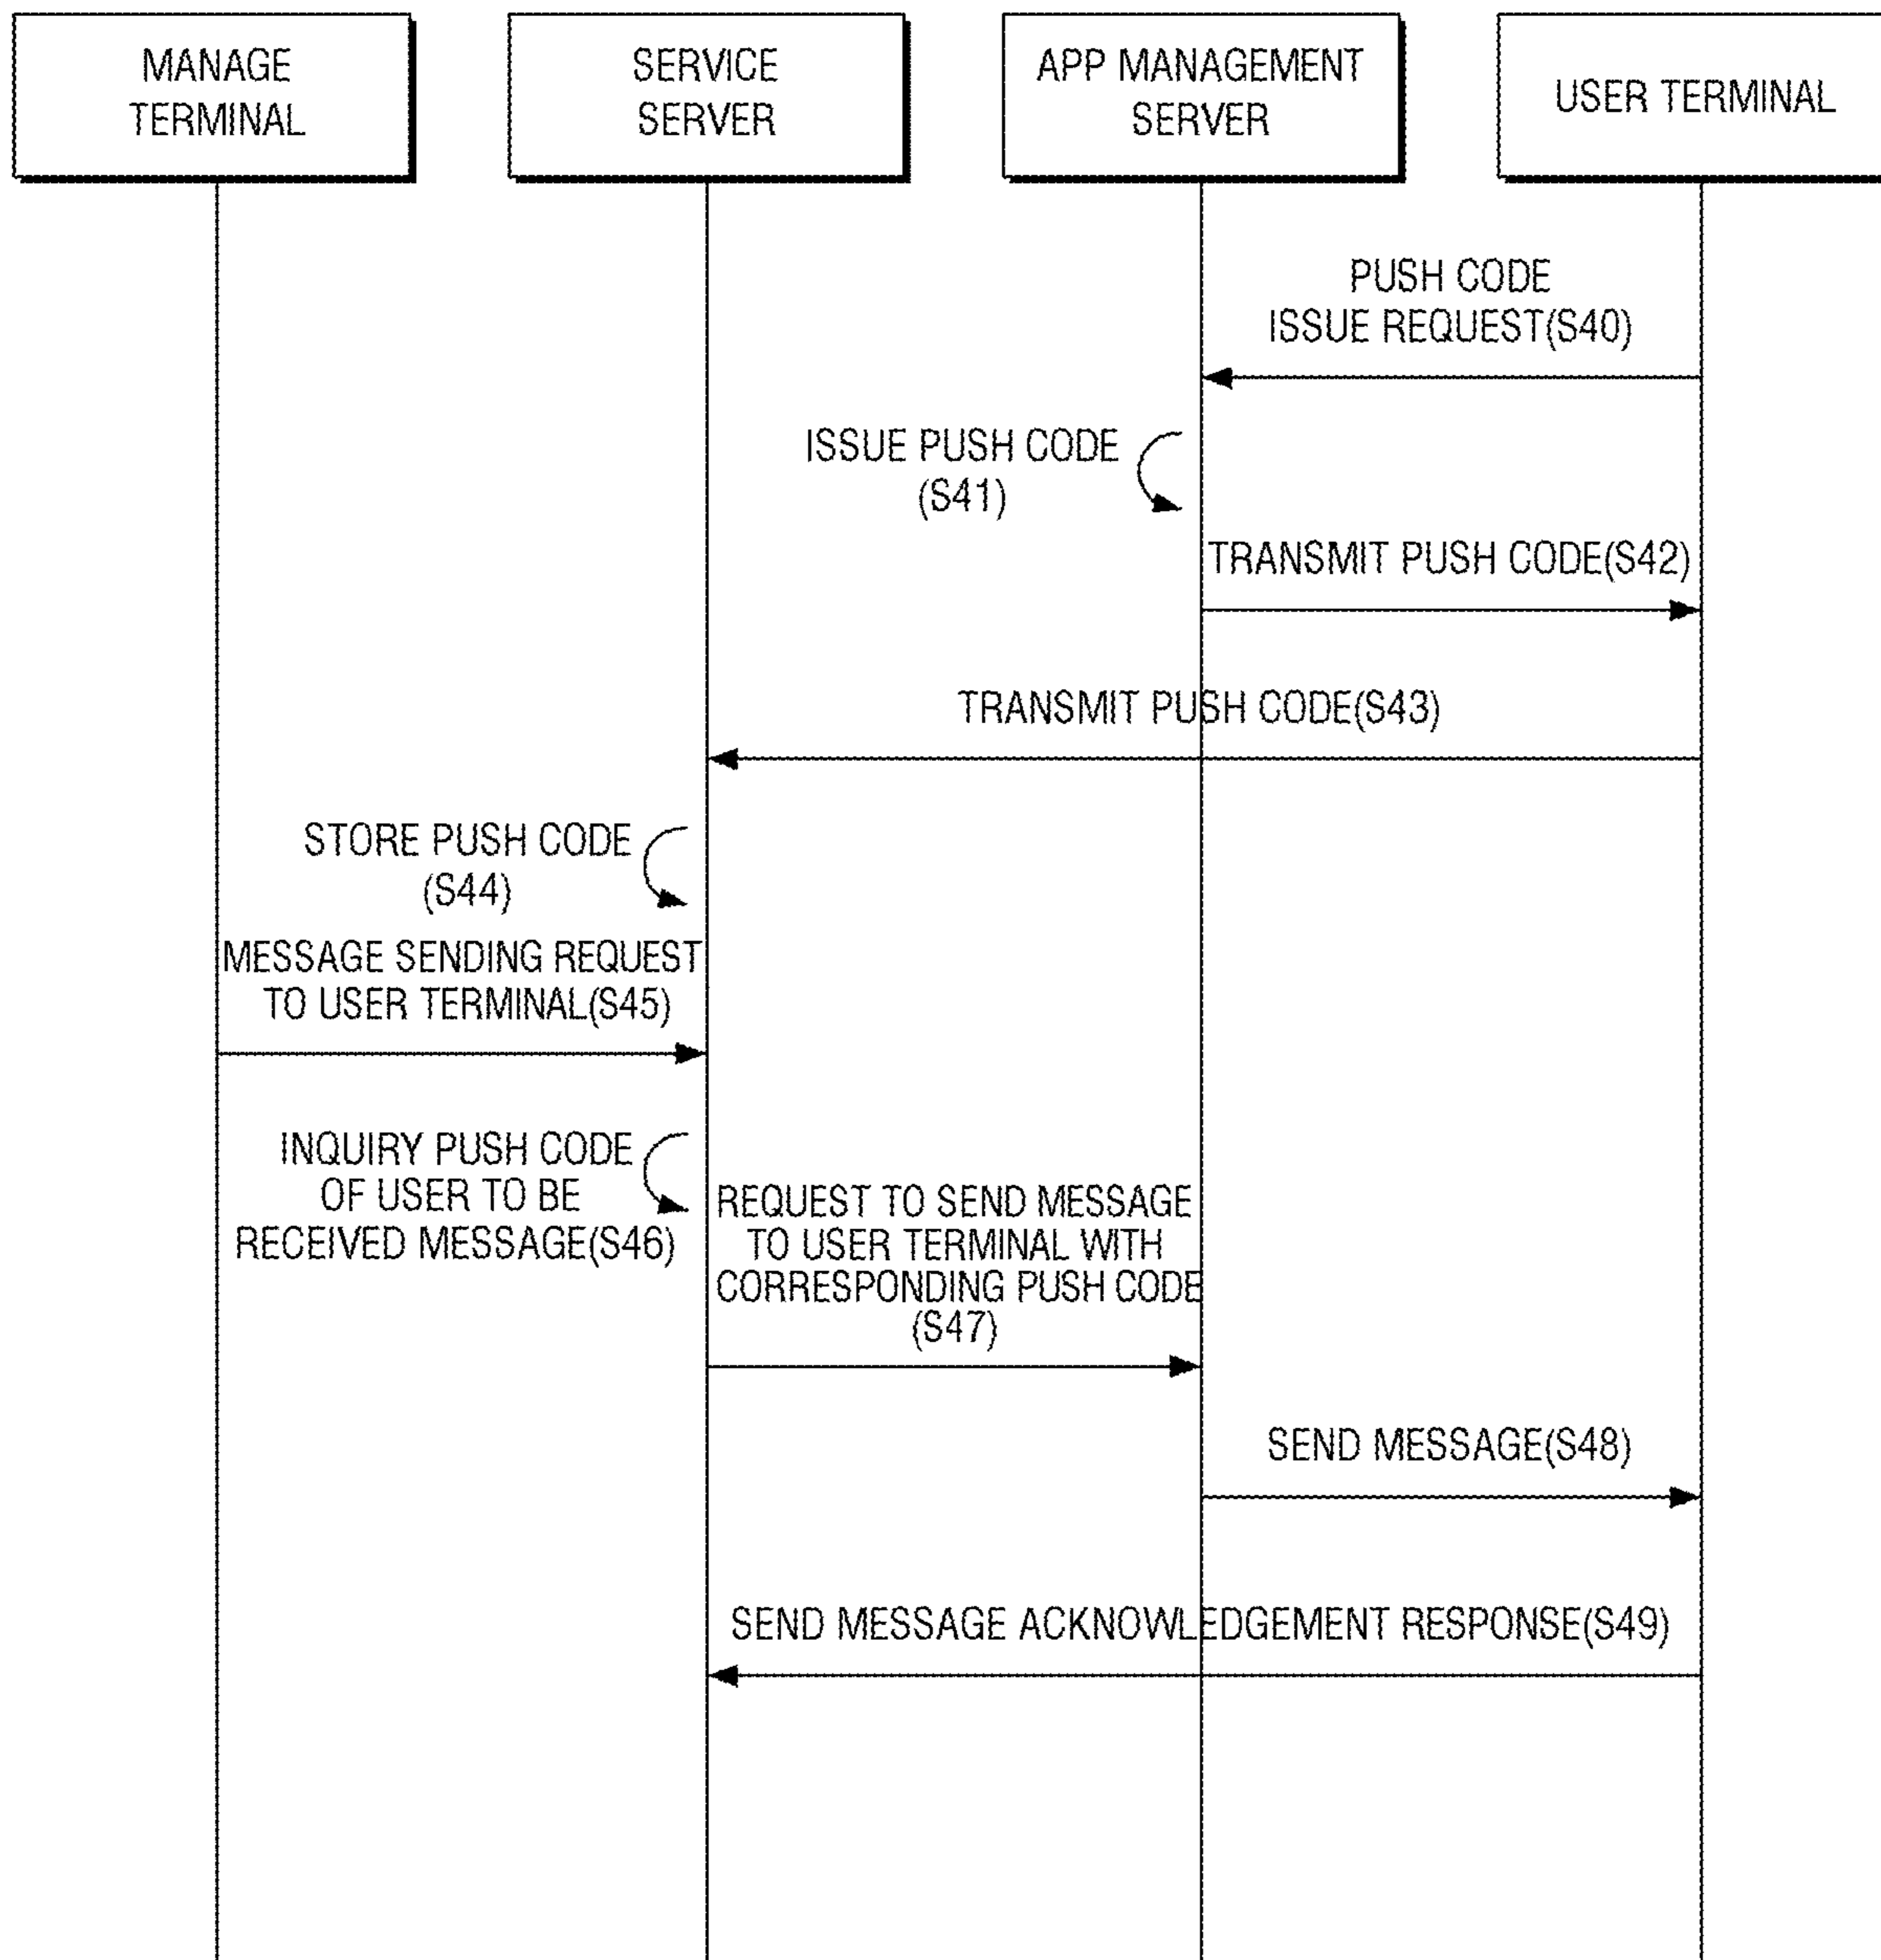 MANAGE
TERMINAL
SERVICE
SERVER
APP MANAGEMENT
SERVER
USER TERMINAL
PUSH CODE
ISSUE REQUEST(S40)
ISSUE PUSH CODE
(S41)
TRANSMIT PUSH CODE(S42)
TRANSMIT PUSH CODE(S43)
STORE PUSH CODE
(S44)
MESSAGE SENDING REQUEST
TO USER TERMINAL(S45)
INQUIRY PUSH CODE
OF USER TO BE
RECEIVED MESSAGE(S46)
REQUEST TO SEND MESSAGE
TO USER TERMINAL WITH
CORRESPONDING PUSH CODE
(S47)
SEND MESSAGE(S48)
SEND MESSAGE ACKNOWLEDGEMENT RESPONSE(S49)